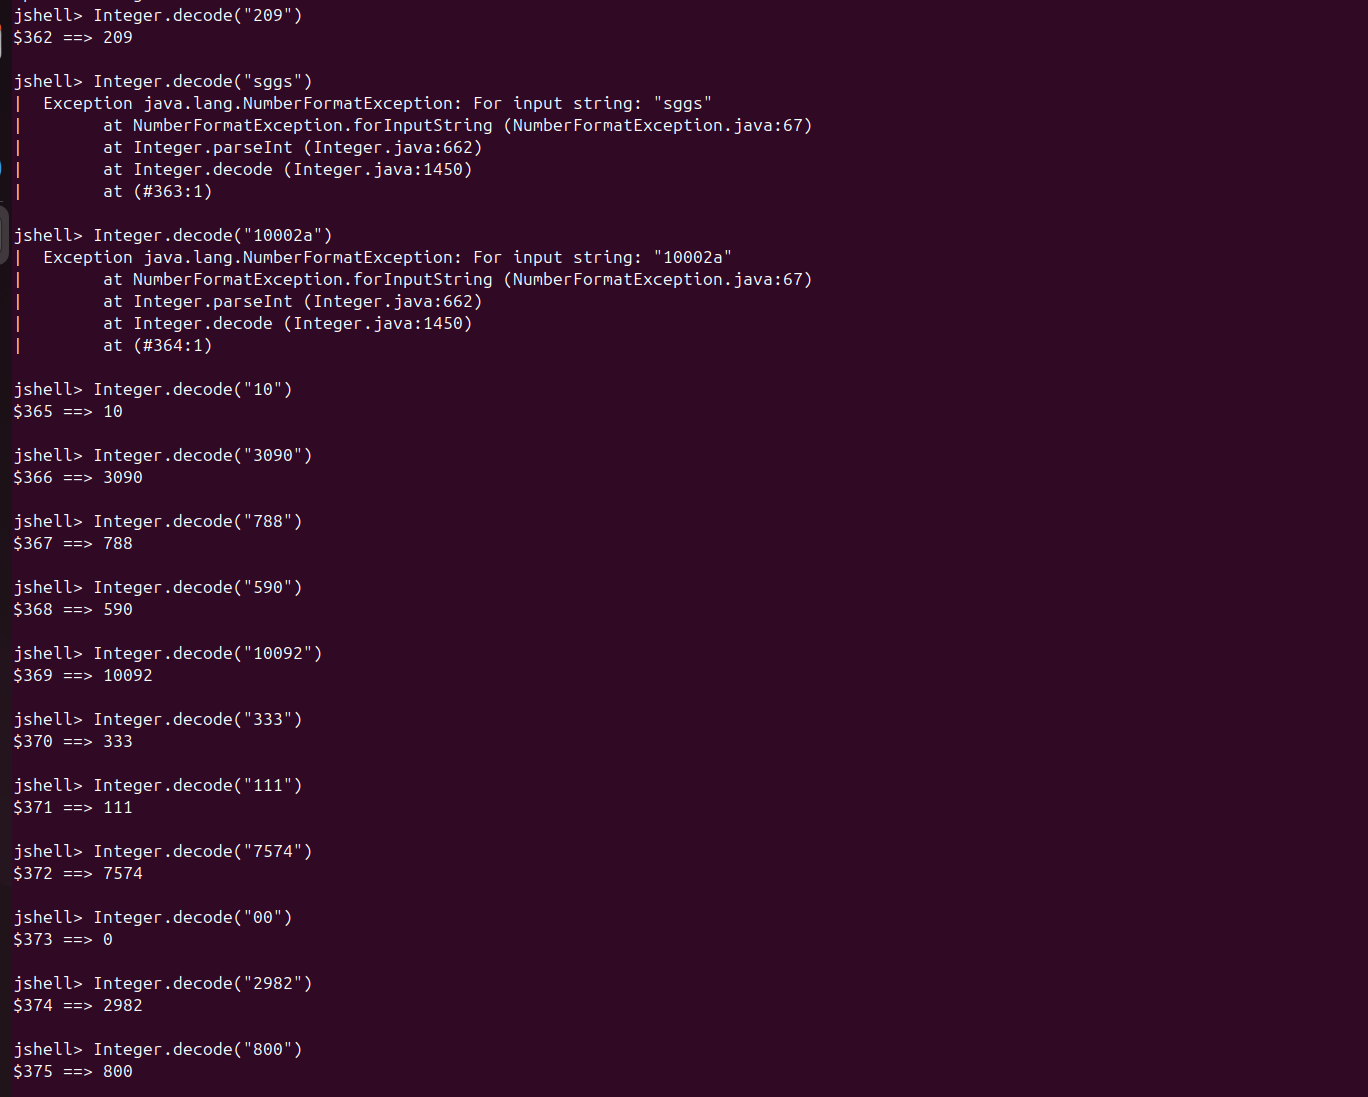 jshell> Integer.decode("209")
$362 ==> 209
jshell> Integer.decode("sggs")
|  Exception java.lang.NumberFormatException: For input string: "sggs"
|        at NumberFormatException.forInputString (NumberFormatException.java:67)
|        at Integer.parseInt (Integer.java:662)
|        at Integer.decode (Integer.java:1450)
|        at (#363:1)
jshell> Integer.decode("10002a")
|  Exception java.lang.NumberFormatException: For input string: "10002a"
|        at NumberFormatException.forInputString (NumberFormatException.java:67)
|        at Integer.parseInt (Integer.java:662)
|        at Integer.decode (Integer.java:1450)
|        at (#364:1)
jshell> Integer.decode("10")
$365 ==> 10
jshell> Integer.decode("3090")
$366 ==> 3090
jshell> Integer.decode("788")
$367 ==> 788
jshell> Integer.decode("590")
$368 ==> 590
jshell> Integer.decode("10092")
$369 ==> 10092
jshell> Integer.decode("333")
$370 ==> 333
jshell> Integer.decode("111")
$371 ==> 111
jshell> Integer.decode("7574")
$372 ==> 7574
jshell> Integer.decode("00")
$373 ==> 0
jshell> Integer.decode("2982")
$374 ==> 2982
jshell> Integer.decode("800")
$375 ==> 800